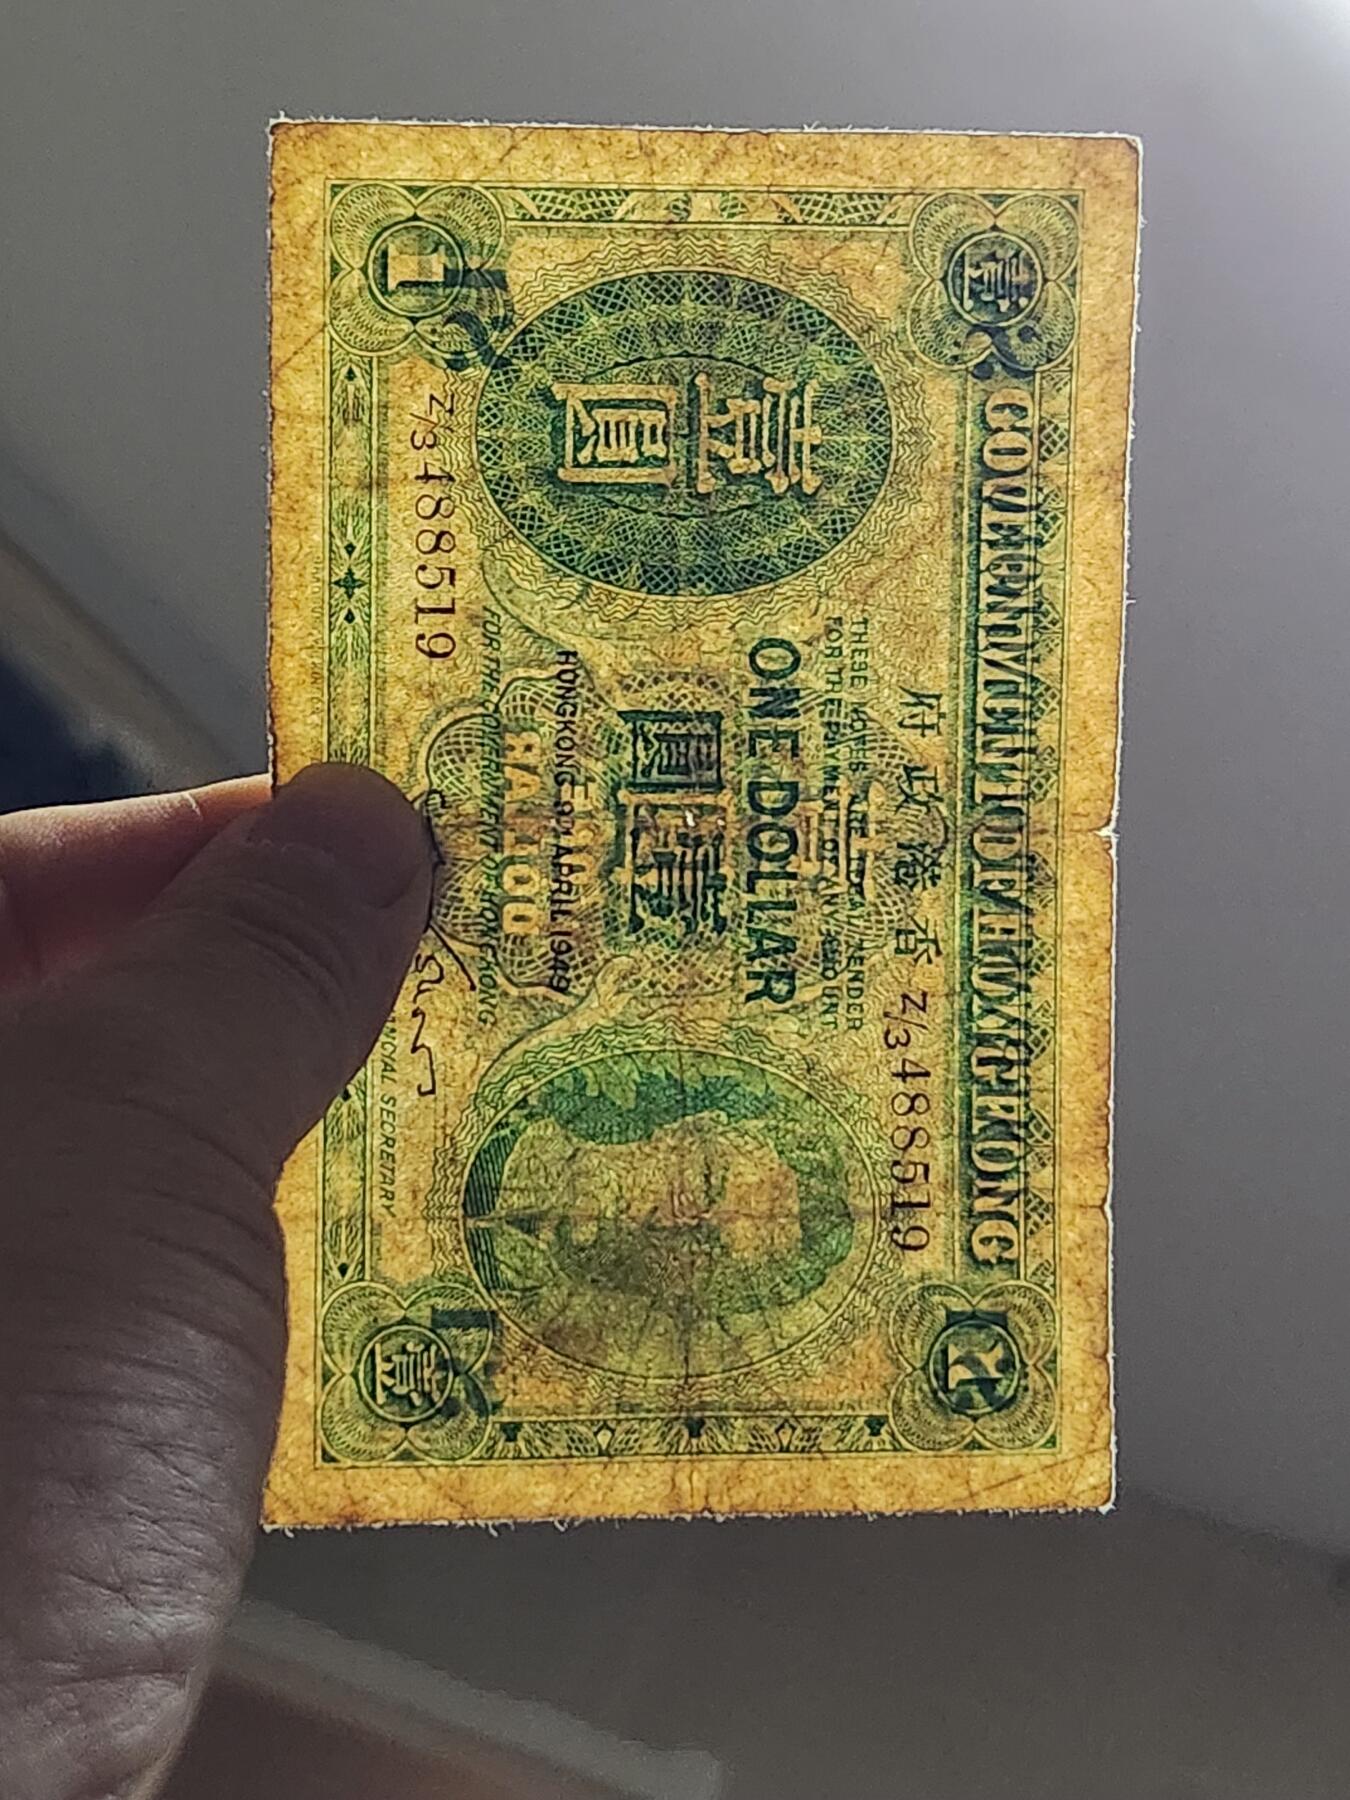 GOVERNMENT OF HONG KONG
府政港香
Z/3 488519
THESE NOTES ARE LEGAL TENDER
FOR THE PAYMENT OF ANY AMOUNT
ONE DOLLAR
壹圓
圓壹
HONGKONG 9TH APRIL 1949
FOR THE GOVERNMENT OF HONG KONG
Z/3 488519
FINANCIAL SECRETARY
壹
壹
1